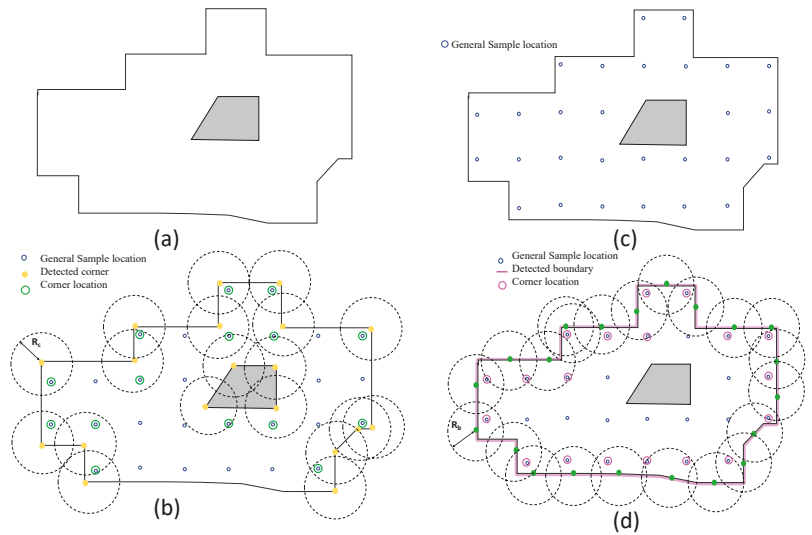 General Sample location
(a)
(c)
General Sample location
Detected corner
Corner location
Rc
(b)
General Sample location
Detected boundary
Corner location
Rb
(d)